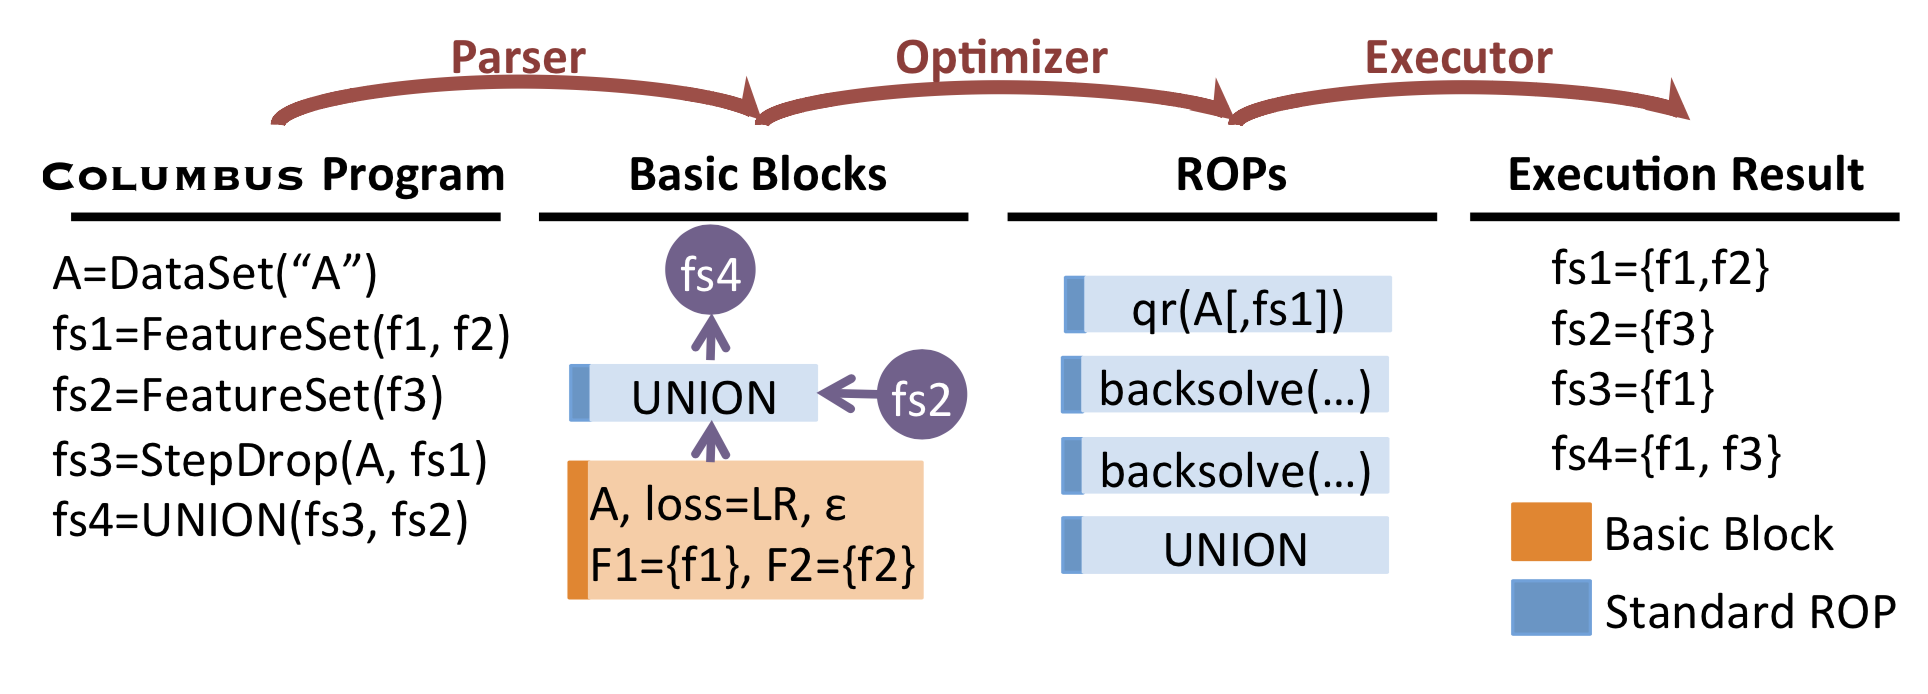 Parser
Optimizer
Executor
COLUMBUS Program
A=DataSet(“A”)
fs1=FeatureSet(f1, f2)
fs2=FeatureSet(f3)
fs3=StepDrop(A, fs1)
fs4=UNION(fs3, fs2)
Basic Blocks
fs4
UNION
fs2
A, loss=LR, ε
F1={f1}, F2={f2}
ROPs
qr(A[,fs1])
backsolve(...)
backsolve(...)
UNION
Execution Result
fs1={f1,f2}
fs2={f3}
fs3={f1}
fs4={f1, f3}
Basic Block
Standard ROP